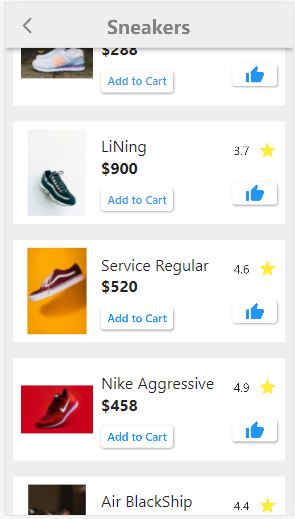 Sneakers
$288
Add to Cart
LiNing
3.7
$900
Add to Cart
Service Regular
4.6
$520
Add to Cart
Nike Aggressive
4.9
$458
Add to Cart
Air BlackShip
4.4